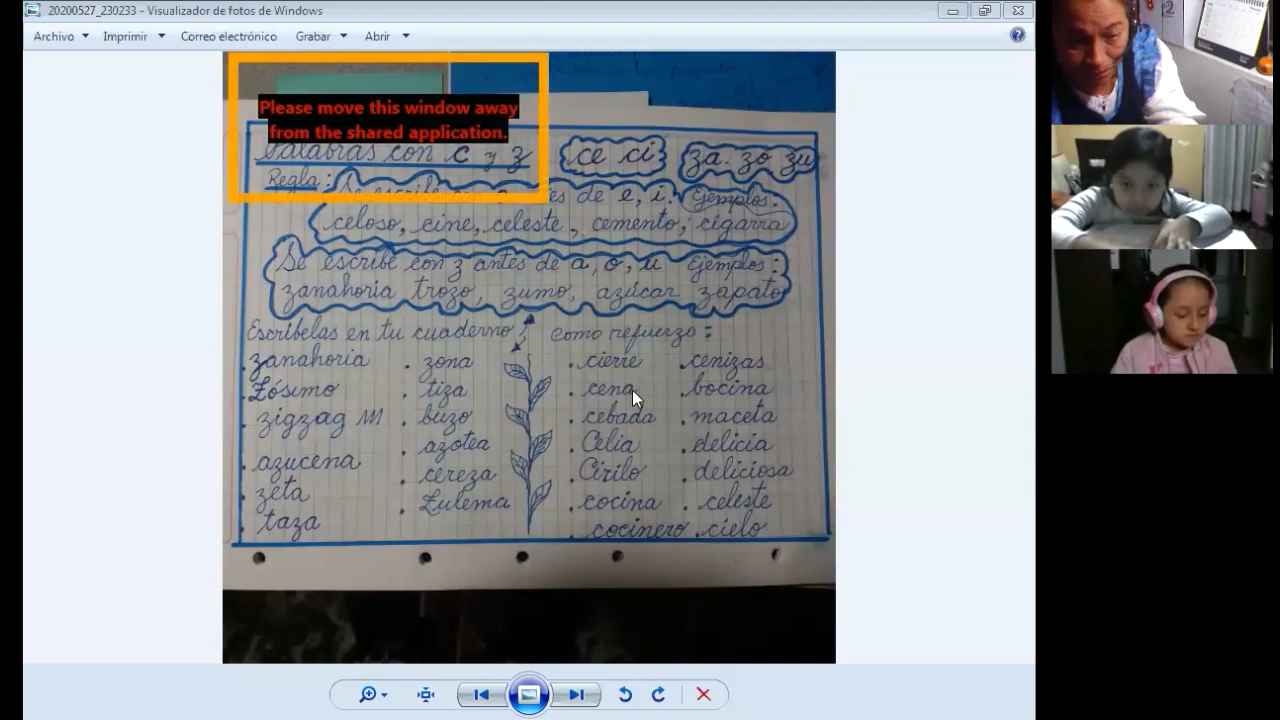 20200527_230233 - Visualizador de fotos de Windows
Archivo Imprimir Correo electrónico Grabar Abrir
Please move this window away
from the shared application.
Palabras con c y z ce ci za. zo zu
Regla: Se escribe con c antes de e, i. Ejemplos:
celoso, cine, celeste, cemento, cigarra
Se escribe con z antes de a, o, u Ejemplos:
zanahoria trozo, zumo, azúcar zapato
Escríbelas en tu cuaderno, como refuerzo:
. zanahoria . zona . cierre . cenizas
. Zósimo . tiza . cena . bocina
. zigzag . buzo . cebada . maceta
. azotea . Celia . delicia
. azucena . cereza . Cirilo . deliciosa
. zeta . Zulema . cocina . celeste
. taza . cocinero . cielo